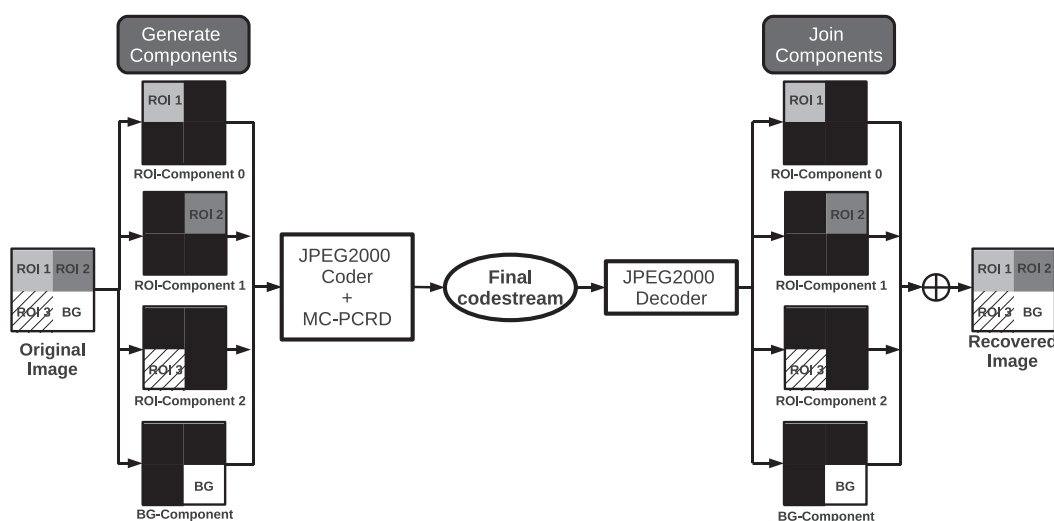 Generate
Components
ROI 1
ROI-Component 0
ROI 2
ROI-Component 1
ROI 3
ROI-Component 2
BG
BG-Component
ROI 1 ROI 2
ROI 3 BG
Original
Image
JPEG2000
Coder
+
MC-PCRD
Final
codestream
JPEG2000
Decoder
Join
Components
ROI 1
ROI-Component 0
ROI 2
ROI-Component 1
ROI 3
ROI-Component 2
BG
BG-Component
ROI 1 ROI 2
ROI 3 BG
Recovered
Image